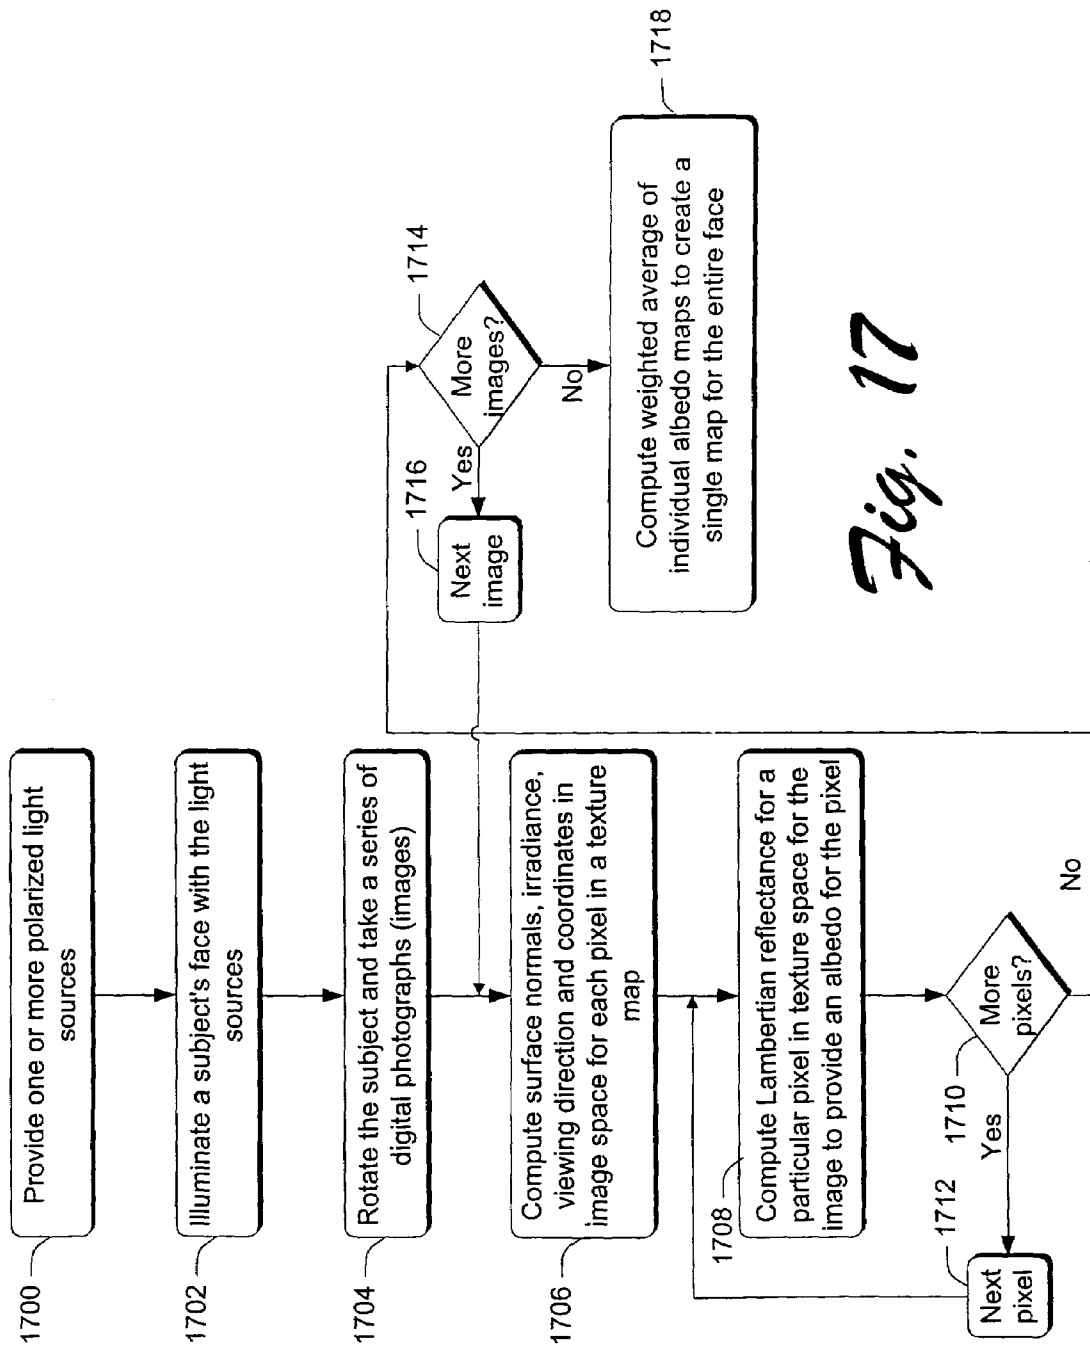 1700
Provide one or more polarized light
sources
1702
Illuminate a subject's face with the light
sources
1704
Rotate the subject and take a series of
digital photographs (images)
1706
Compute surface normals, irradiance,
viewing direction and coordinates in
image space for each pixel in a texture
map
1708
Compute Lambertian reflectance for a
particular pixel in texture space for the
image to provide an albedo for the pixel
1710
More
pixels?
Yes
No
1712
Next
pixel
1714
More
images?
Yes
No
1716
Next
image
1718
Compute weighted average of
individual albedo maps to create a
single map for the entire face
Fig. 17